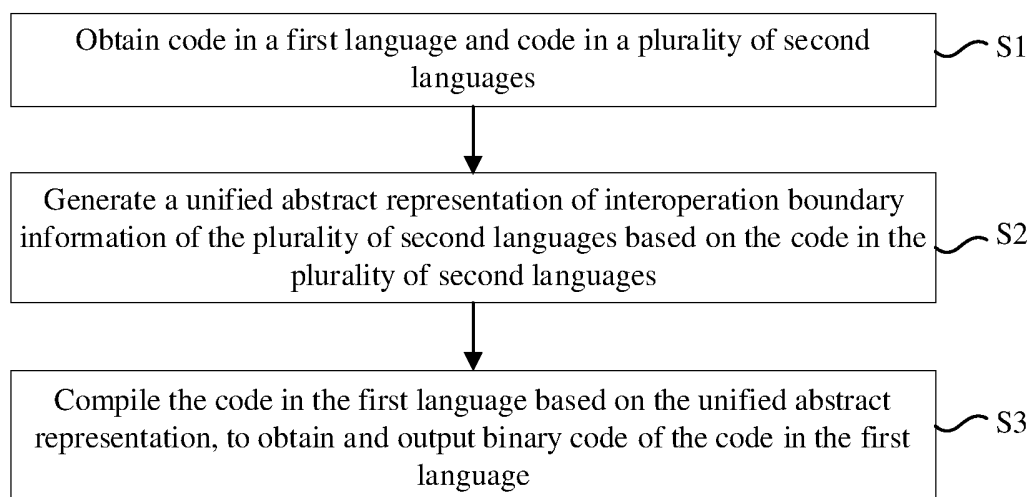 Obtain code in a first language and code in a plurality of second
languages
S1
Generate a unified abstract representation of interoperation boundary
information of the plurality of second languages based on the code in the
plurality of second languages
S2
Compile the code in the first language based on the unified abstract
representation, to obtain and output binary code of the code in the first
language
S3